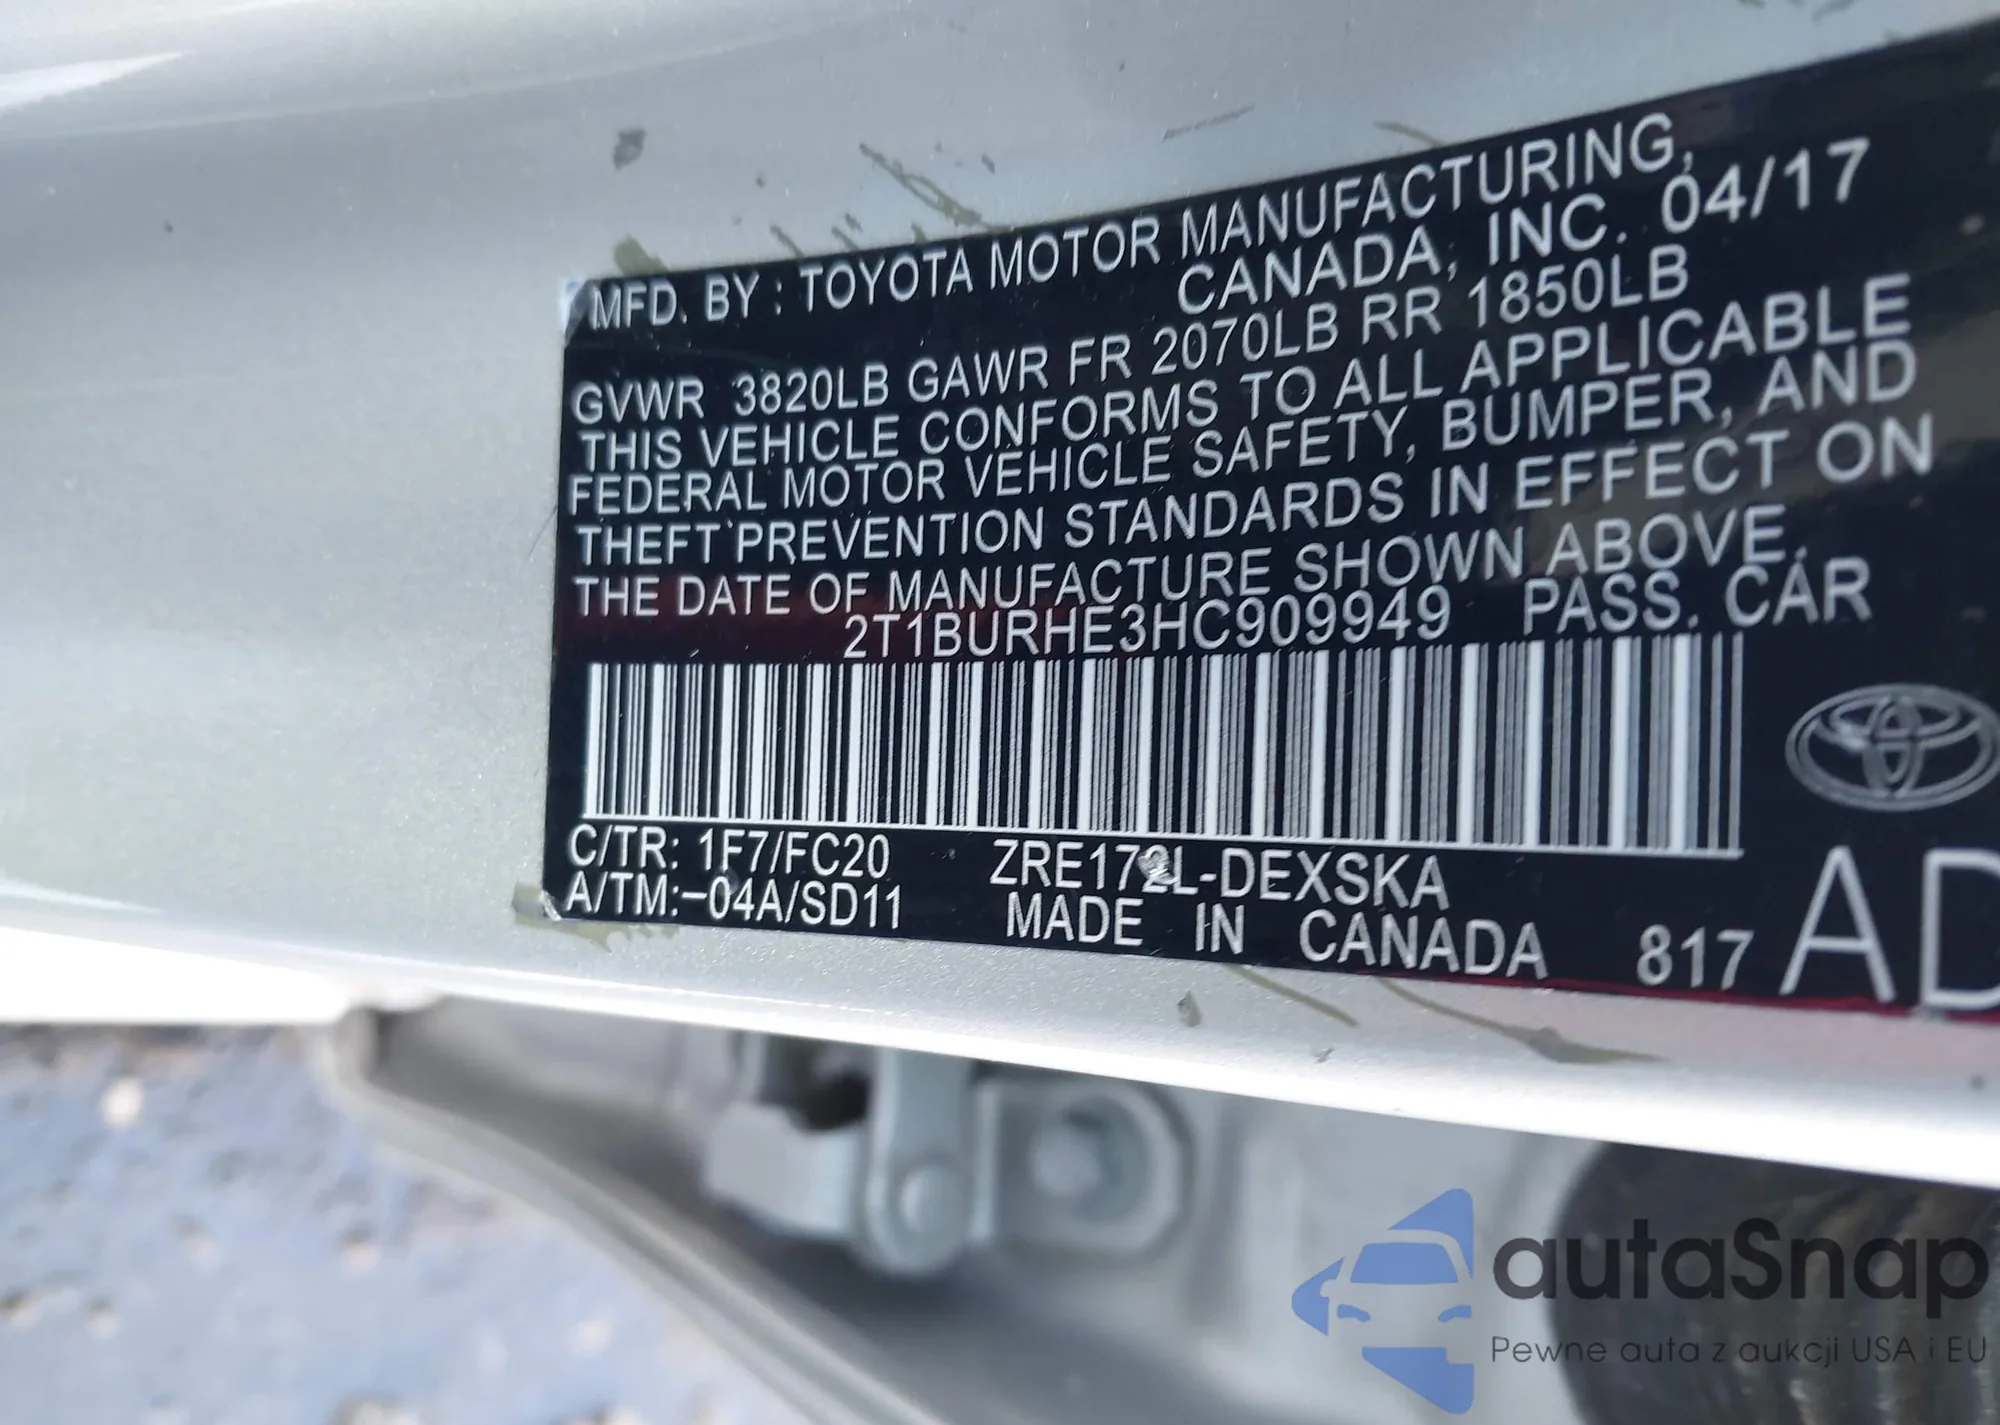 MFD. BY : TOYOTA MOTOR MANUFACTURING,
CANADA, INC. 04/17
GVWR 3820LB GAWR FR 2070LB RR 1850LB
THIS VEHICLE CONFORMS TO ALL APPLICABLE
FEDERAL MOTOR VEHICLE SAFETY, BUMPER, AND
THEFT PREVENTION STANDARDS IN EFFECT ON
THE DATE OF MANUFACTURE SHOWN ABOVE.
2T1BURHE3HC909949 PASS. CAR
C/TR: 1F7/FC20 ZRE172L-DEXSKA
A/TM:-04A/SD11 MADE IN CANADA 817 AD
autaSnap
Pewne auta z aukcji USA i EU